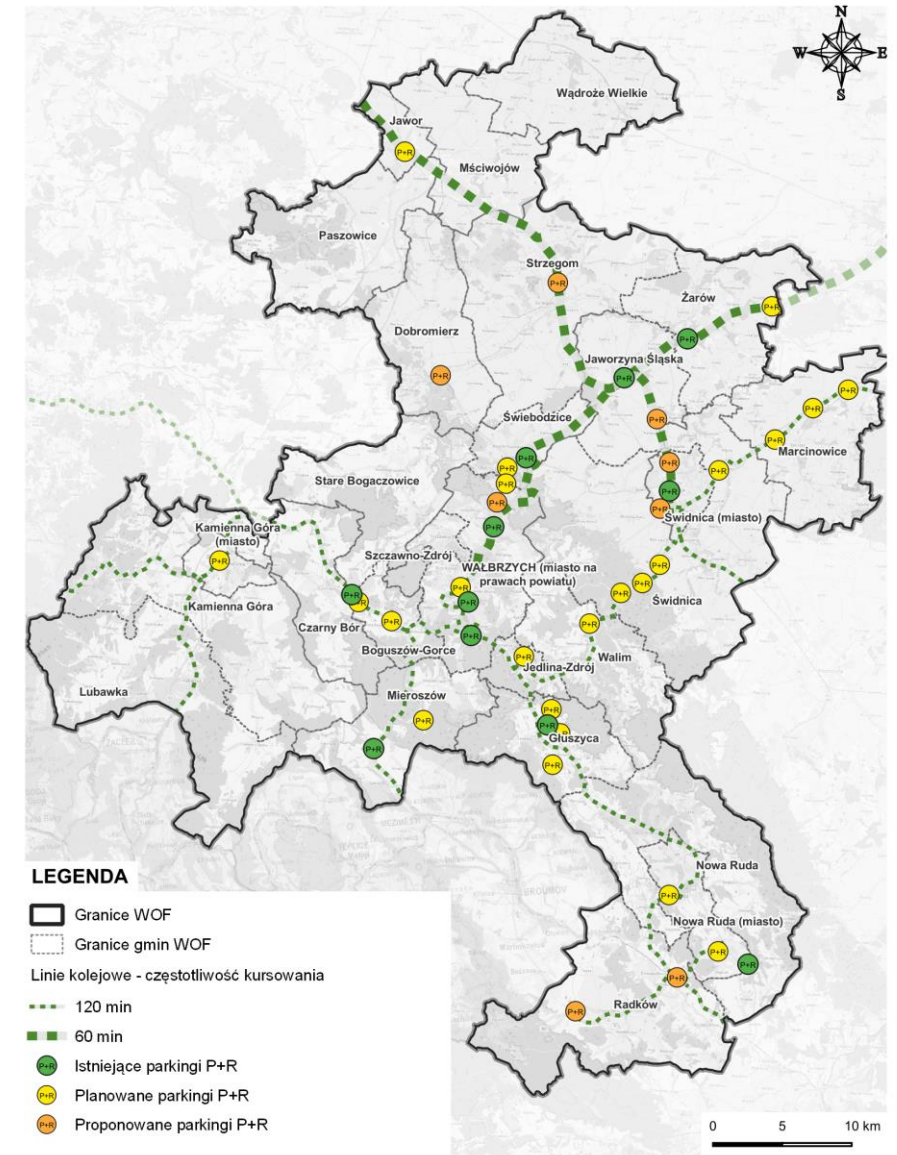 N
W
E
S
Wądroże Wielkie
Jawor
P+R
Mściwojów
Paszowice
Strzegom
P+R
Żarów
P+R
Dobromierz
P+R
Jaworzyna Śląska
P+R
P+R
P+R
P+R
P+R
Świebodzice
P+R
P+R
Marcinowice
P+R
P+R
P+R
P+R
Stare Bogaczowice
P+R
P+R
P+R
P+R
P+R
Świdnica (miasto)
Kamienna Góra
(miasto)
P+R
Szczawno-Zdrój
WAŁBRZYCH (miasto na
prawach powiatu)
P+R
P+R
P+R
P+R
P+R
P+R
Kamienna Góra
P+R
Świdnica
Czarny Bór
P+R
P+R
P+R
Boguszów-Gorce
Walim
P+R
Jedlina-Zdrój
Lubawka
Mieroszów
P+R
P+R
P+R
Głuszyca
P+R
P+R
Nowa Ruda
P+R
Nowa Ruda (miasto)
P+R
P+R
P+R
Radków
P+R
LEGENDA
Granice WOF
Granice gmin WOF
Linie kolejowe - częstotliwość kursowania
120 min
60 min
P+R Istniejące parkingi P+R
P+R Planowane parkingi P+R
P+R Proponowane parkingi P+R
0 5 10 km